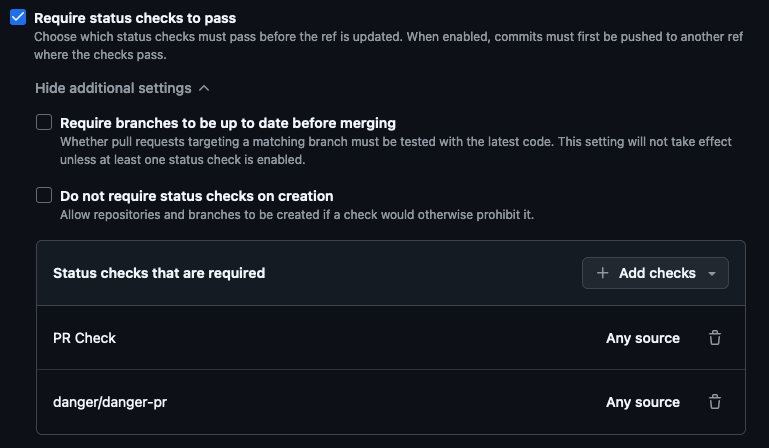 Require status checks to pass
Choose which status checks must pass before the ref is updated. When enabled, commits must first be pushed to another ref
where the checks pass.
Hide additional settings
Require branches to be up to date before merging
Whether pull requests targeting a matching branch must be tested with the latest code. This setting will not take effect
unless at least one status check is enabled.
Do not require status checks on creation
Allow repositories and branches to be created if a check would otherwise prohibit it.
Status checks that are required
Add checks
PR Check
Any source
danger/danger-pr
Any source